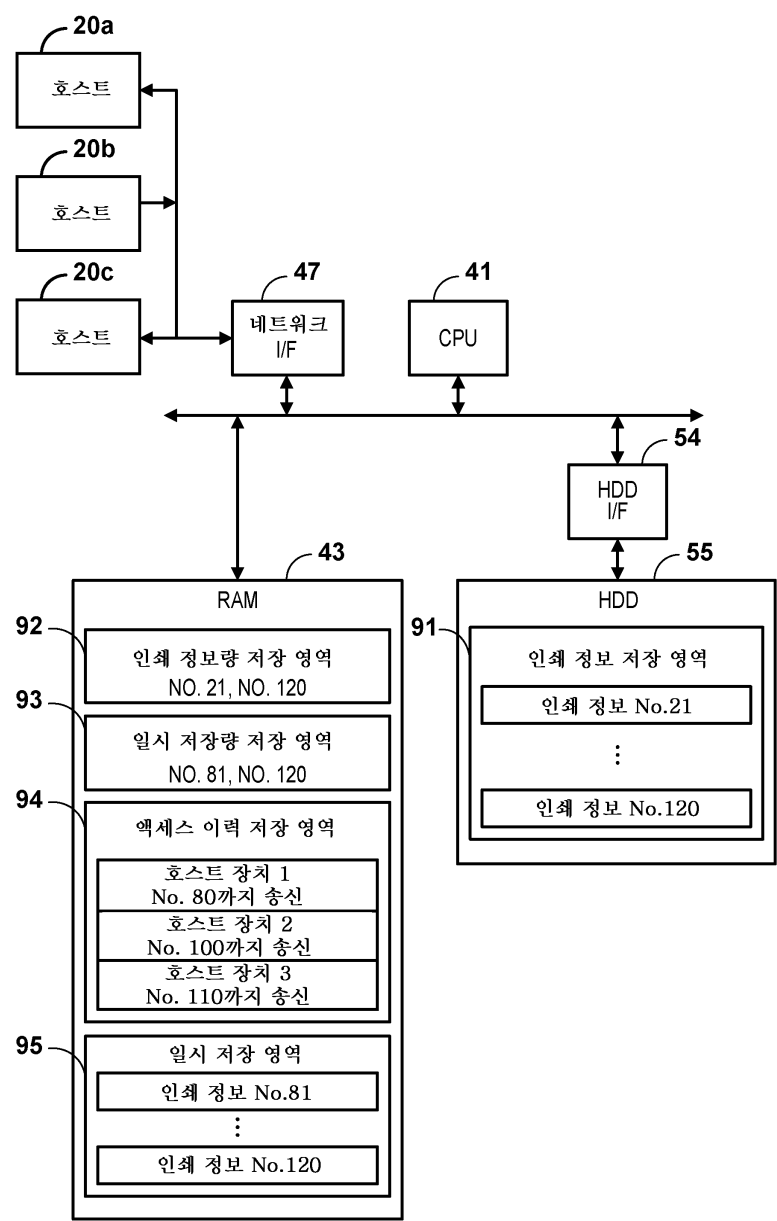 20a
호스트
20b
호스트
20c
호스트
47
네트워크
I/F
41
CPU
54
HDD
I/F
43
RAM
92
인쇄 정보량 저장 영역
NO. 21, NO. 120
93
일시 저장량 저장 영역
NO. 81, NO. 120
94
액세스 이력 저장 영역
호스트 장치 1
No. 80까지 송신
호스트 장치 2
No. 100까지 송신
호스트 장치 3
No. 110까지 송신
95
일시 저장 영역
인쇄 정보 No.81
⋮
인쇄 정보 No.120
55
HDD
91
인쇄 정보 저장 영역
인쇄 정보 No.21
⋮
인쇄 정보 No.120